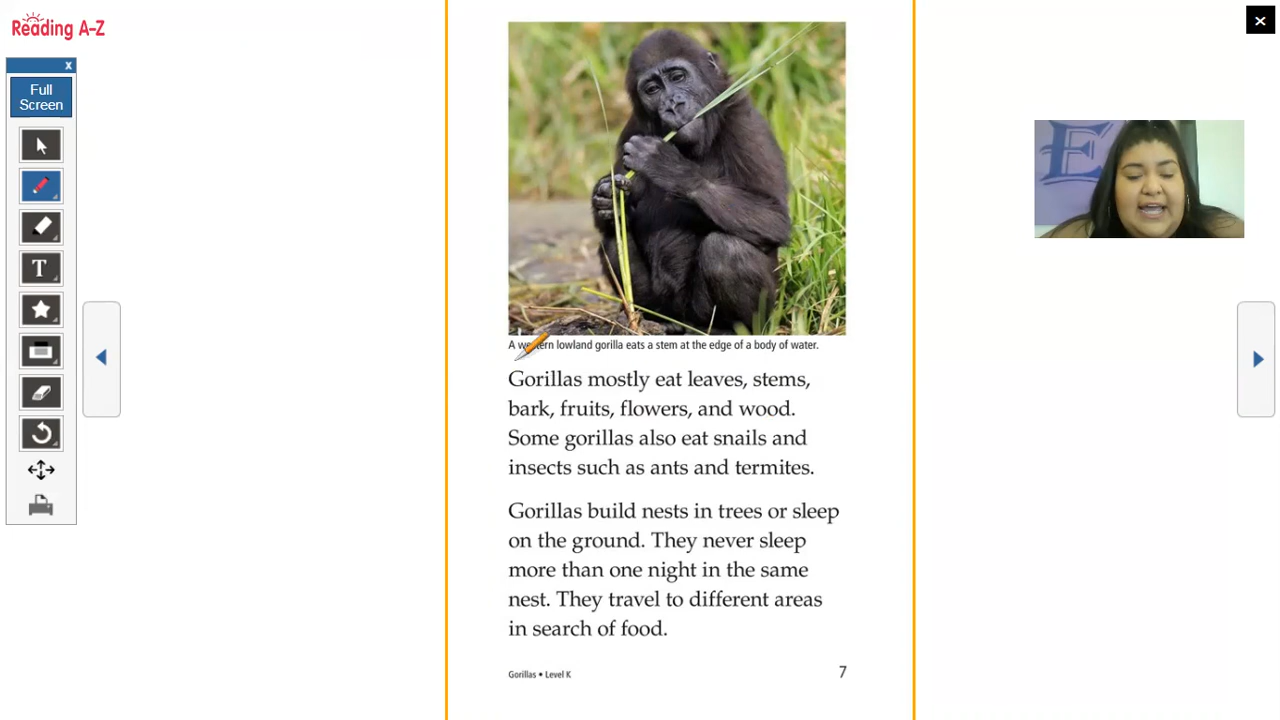 Reading A-Z
x
Full
Screen
T
E
A western lowland gorilla eats a stem at the edge of a body of water.
Gorillas mostly eat leaves, stems,
bark, fruits, flowers, and wood.
Some gorillas also eat snails and
insects such as ants and termites.
Gorillas build nests in trees or sleep
on the ground. They never sleep
more than one night in the same
nest. They travel to different areas
in search of food.
Gorillas • Level K
7